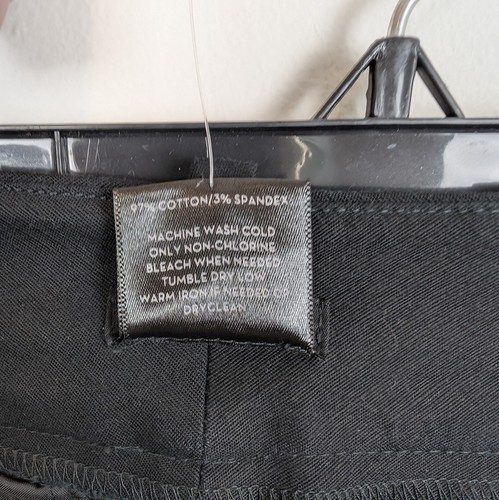 97% COTTON/3% SPANDEX
MACHINE WASH COLD
ONLY NON-CHLORINE
BLEACH WHEN NEEDED
TUMBLE DRY LOW
WARM IRON IF NEEDED OR
DRYCLEAN